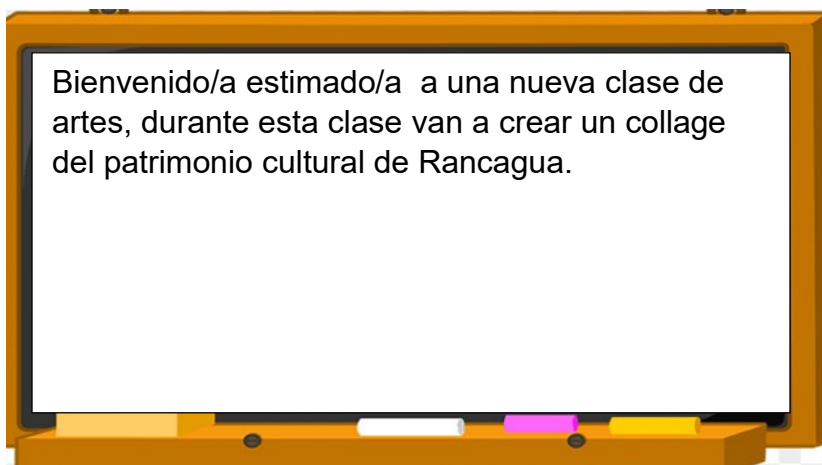 Bienvenido/a estimado/a  a una nueva clase de
artes, durante esta clase van a crear un collage
del patrimonio cultural de Rancagua.